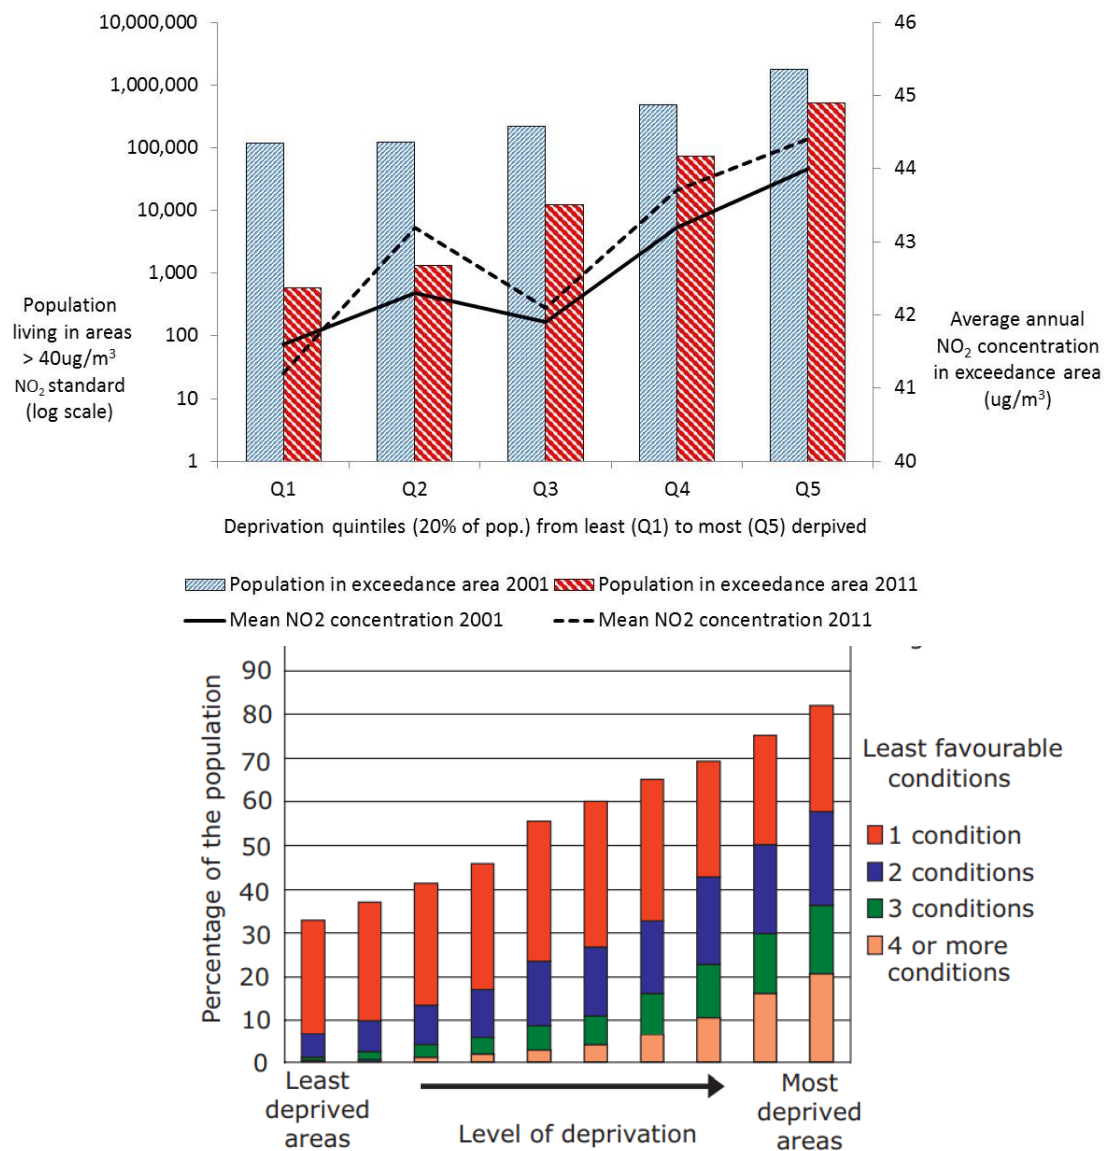 10,000,000
1,000,000
100,000
10,000
1,000
100
10
1
Population
living in areas
> 40ug/m³
NO₂ standard
(log scale)
46
45
44
43
42
41
40
Average annual
NO₂ concentration
in exceedance area
(ug/m³)
Q1 Q2 Q3 Q4 Q5
Deprivation quintiles (20% of pop.) from least (Q1) to most (Q5) derpived
Population in exceedance area 2001 Population in exceedance area 2011
Mean NO2 concentration 2001 Mean NO2 concentration 2011
Percentage of the population
90
80
70
60
50
40
30
20
10
0
Least favourable
conditions
1 condition
2 conditions
3 conditions
4 or more
conditions
Least
deprived
areas
Level of deprivation
Most
deprived
areas